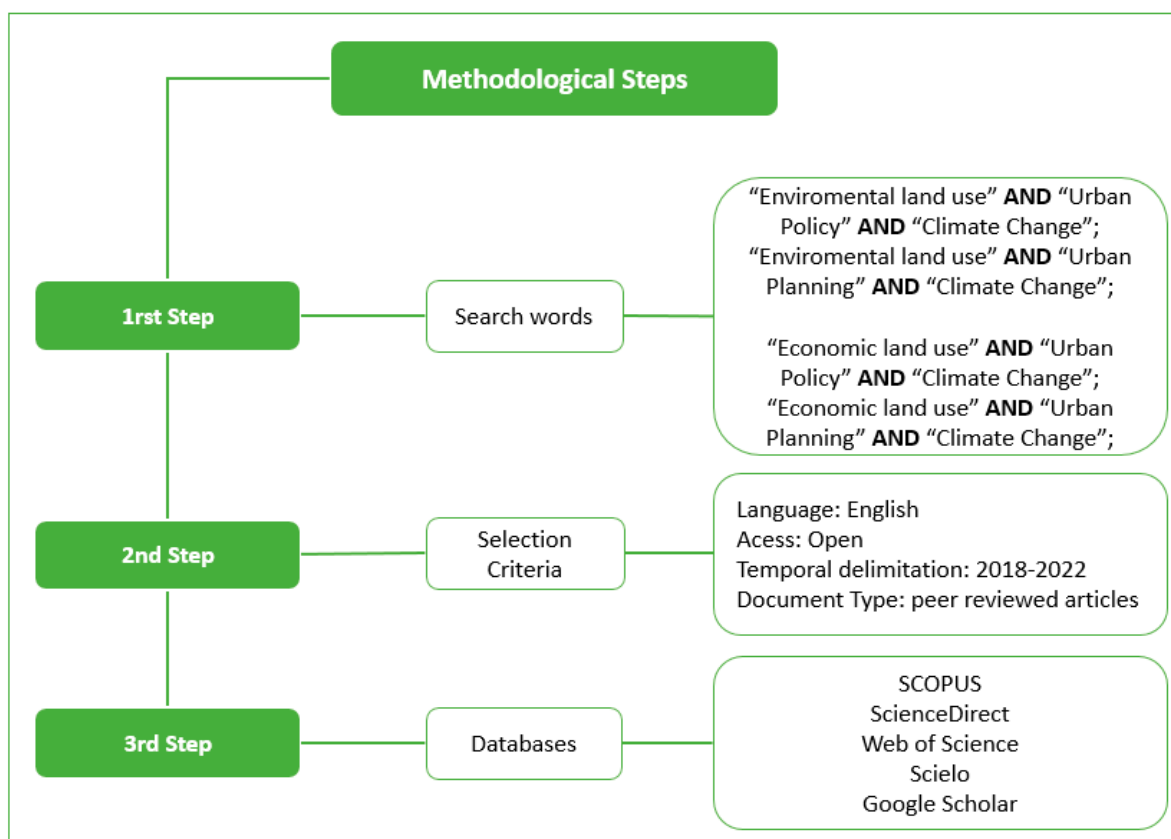 Methodological Steps
1rst Step
Search words
“Enviromental land use” AND “Urban
Policy” AND “Climate Change”;
“Enviromental land use” AND “Urban
Planning” AND “Climate Change”;
“Economic land use” AND “Urban
Policy” AND “Climate Change”;
“Economic land use” AND “Urban
Planning” AND “Climate Change”;
2nd Step
Selection
Criteria
Language: English
Acess: Open
Temporal delimitation: 2018-2022
Document Type: peer reviewed articles
3rd Step
Databases
SCOPUS
ScienceDirect
Web of Science
Scielo
Google Scholar